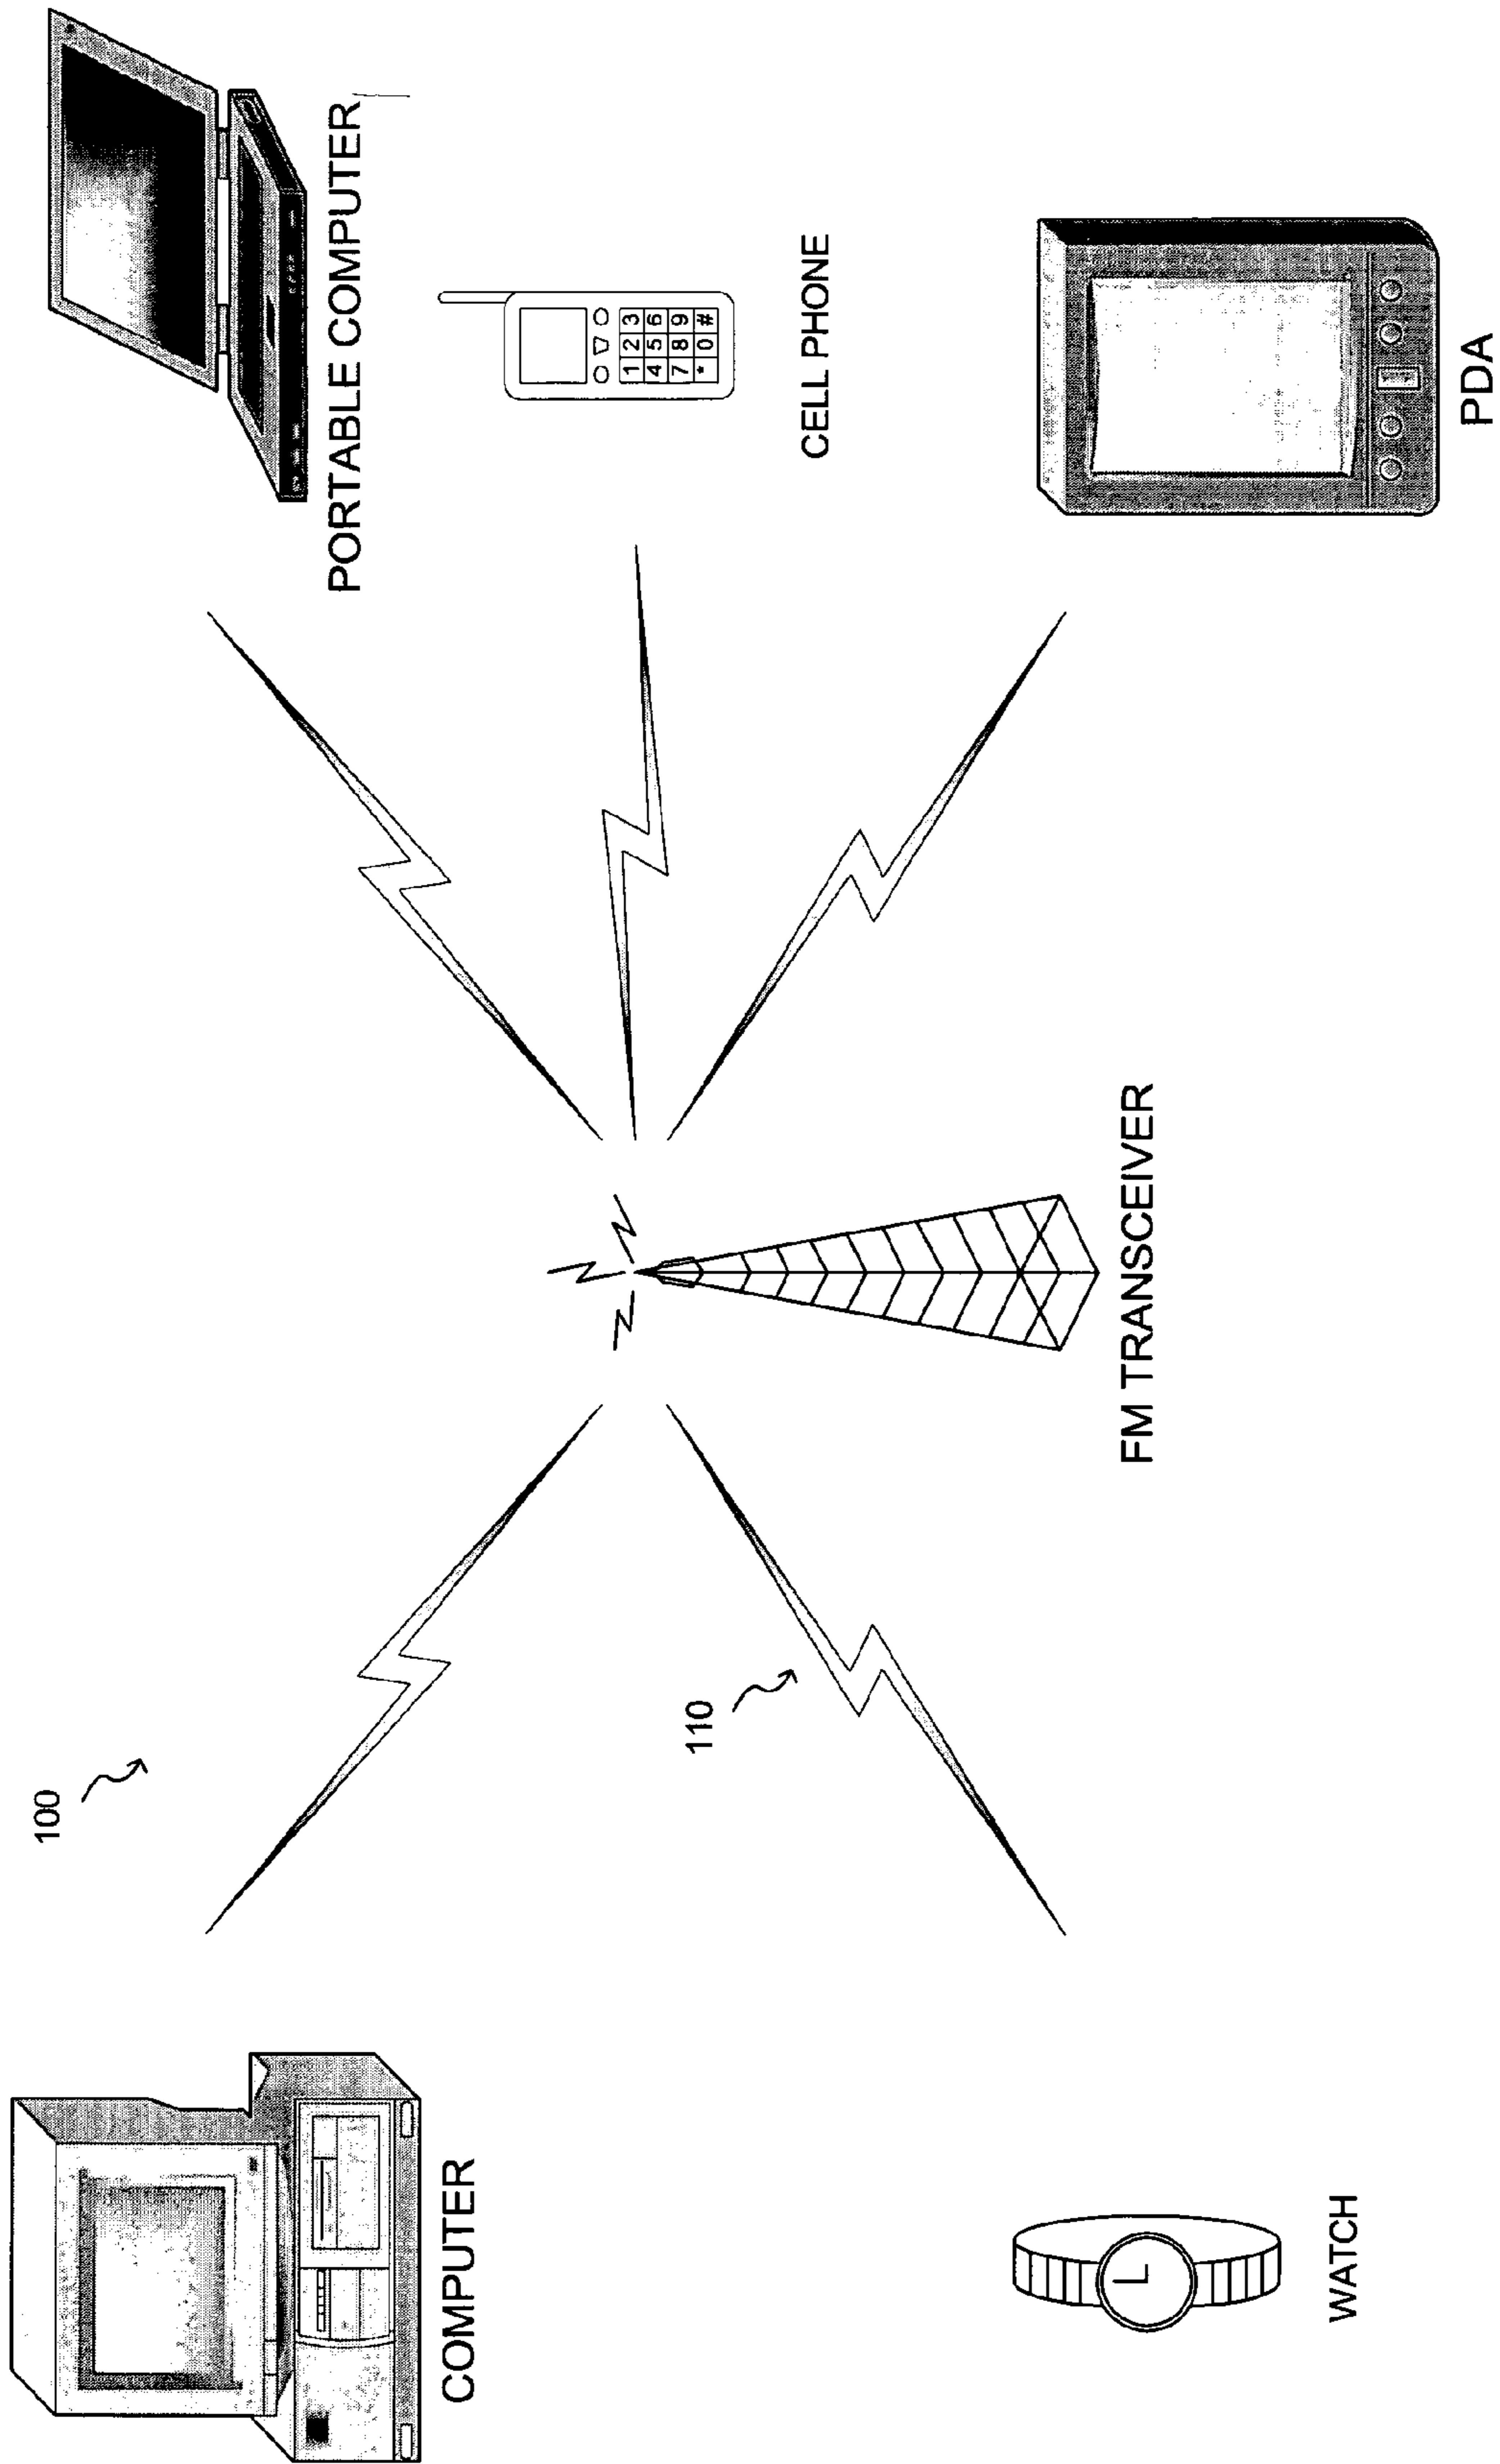 100
PORTABLE COMPUTER
COMPUTER
1 2 3
4 5 6
7 8 9
* 0 #
110
CELL PHONE
FM TRANSCEIVER
WATCH
PDA